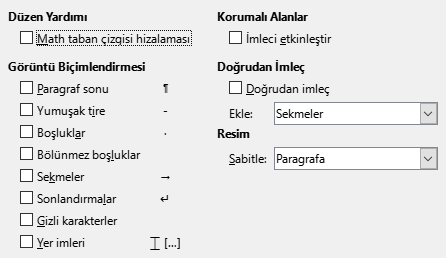 Düzen Yardımı
Math taban çizgisi hizalaması
Görüntü Biçimlendirmesi
Paragraf sonu ¶
Yumuşak tire -
Boşluklar ·
Bölünmez boşluklar
Sekmeler →
Sonlandırmalar ↵
Gizli karakterler
Yer imleri [...]
Korumalı Alanlar
İmleci etkinleştir
Doğrudan İmleç
Doğrudan imleç
Ekle: Sekmeler
Resim
Sabitle: Paragrafa